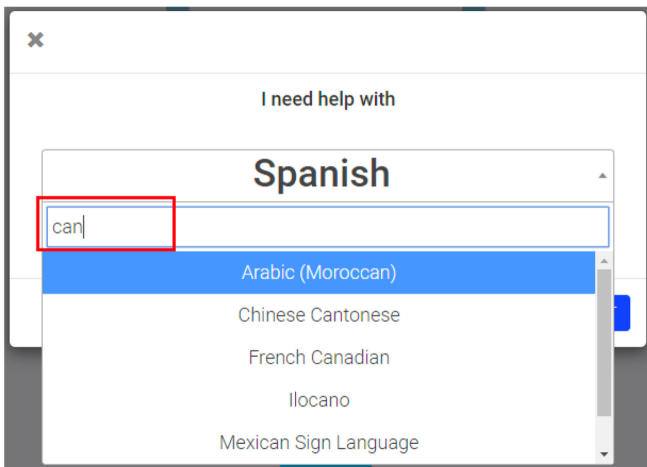 I need help with
Spanish
can
Arabic (Moroccan)
Chinese Cantonese
French Canadian
Ilocano
Mexican Sign Language